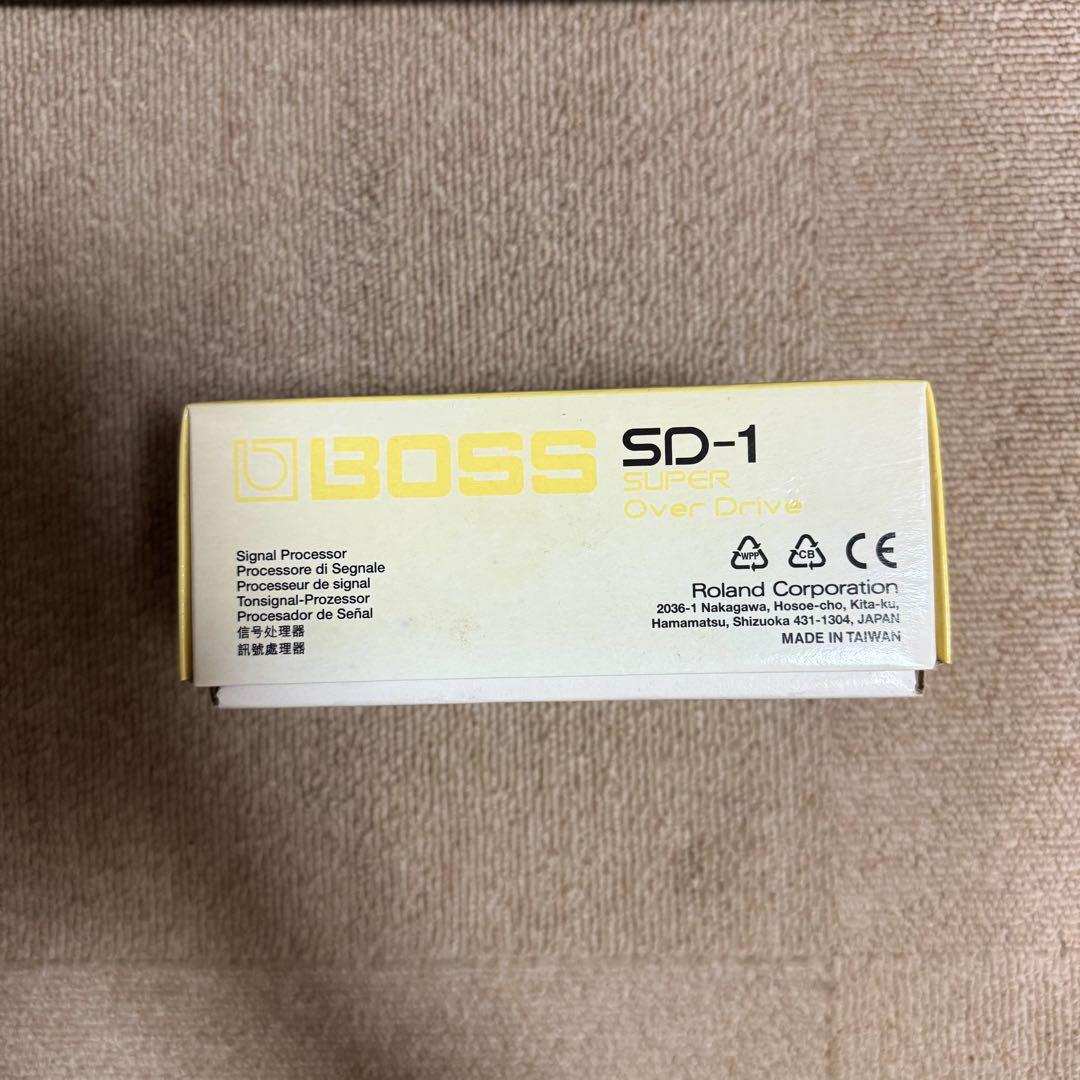 BOSS
SD-1
SUPER
Over Drive
Signal Processor
Processore di Segnale
Processeur de signal
Tonsignal-Prozessor
Procesador de Señal
信号处理器
訊號處理器
WPP
CB
CE
Roland Corporation
2036-1 Nakagawa, Hosoe-cho, Kita-ku,
Hamamatsu, Shizuoka 431-1304, JAPAN
MADE IN TAIWAN